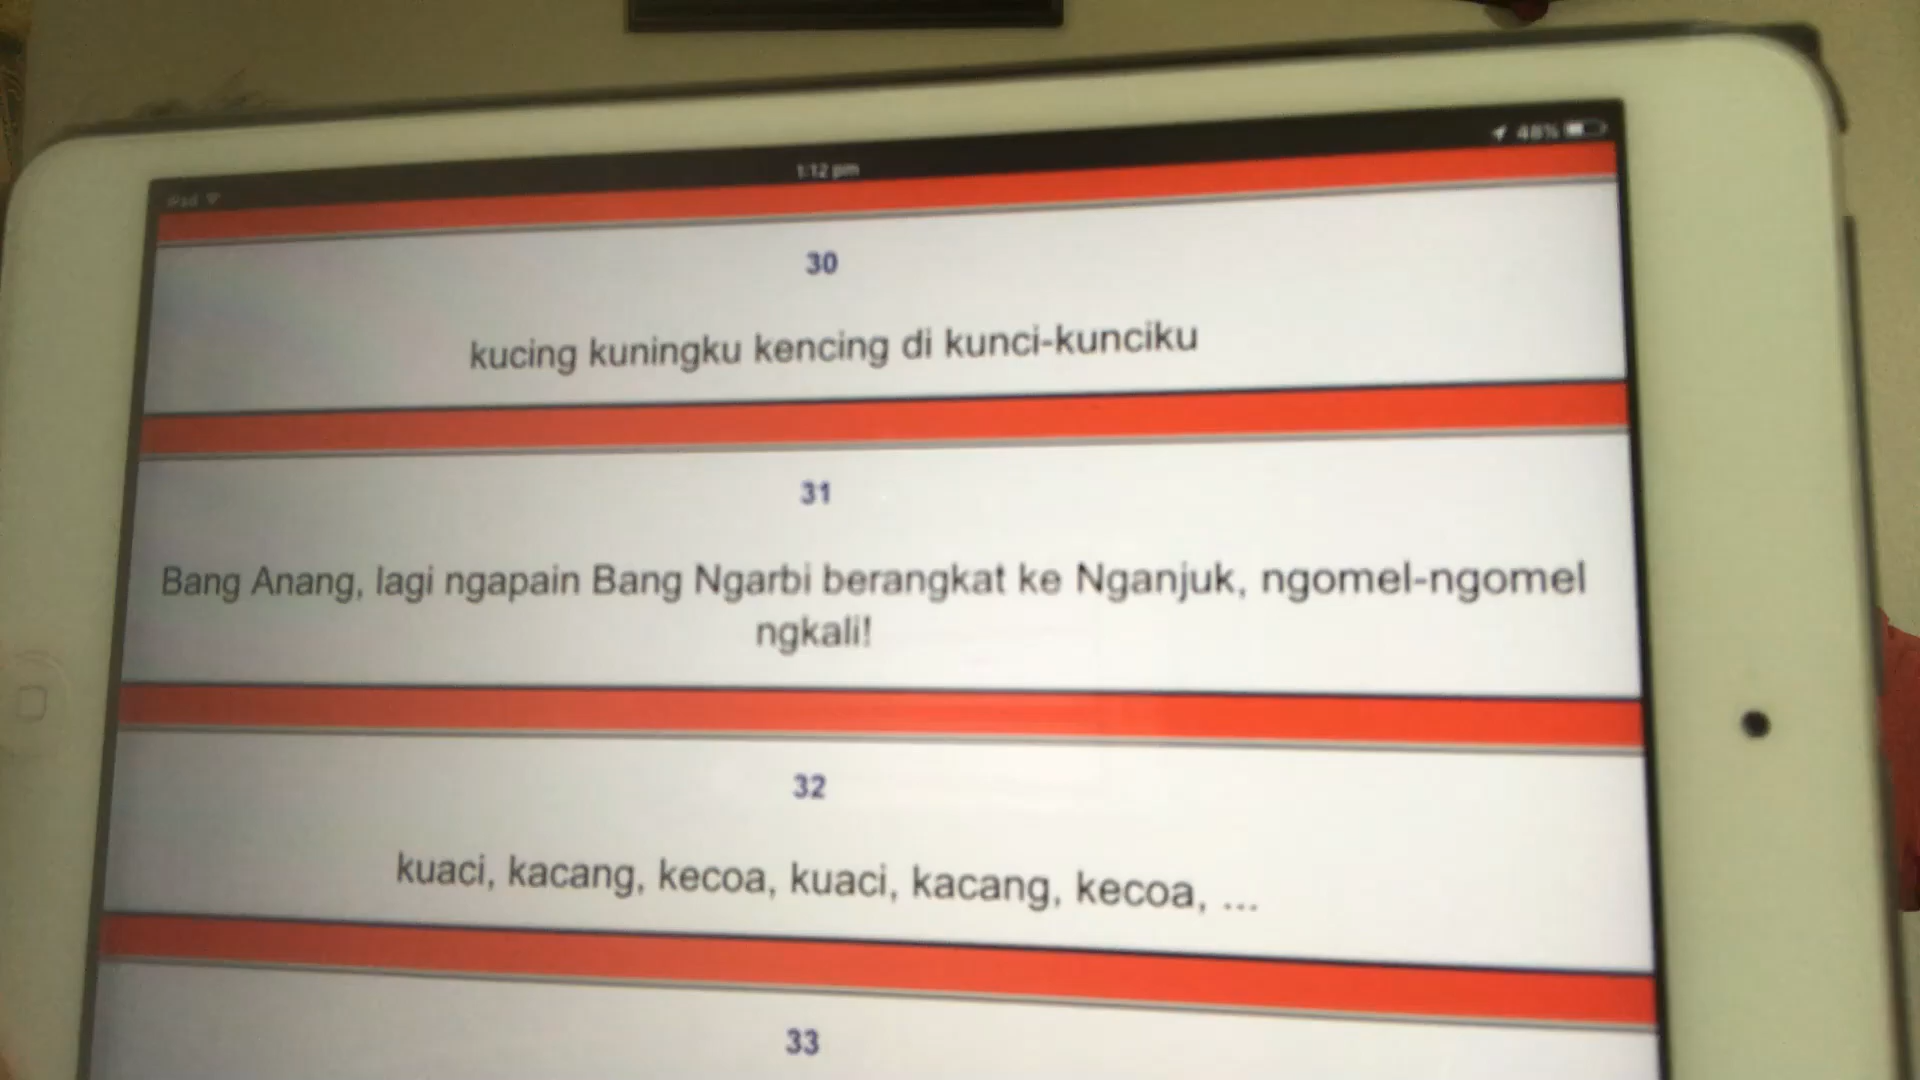 iPad
1:12 pm
48%
30
kucing kuningku kencing di kunci-kunciku
31
Bang Anang, lagi ngapain Bang Ngarbi berangkat ke Nganjuk, ngomel-ngomel
ngkali!
32
kuaci, kacang, kecoa, kuaci, kacang, kecoa, ...
33